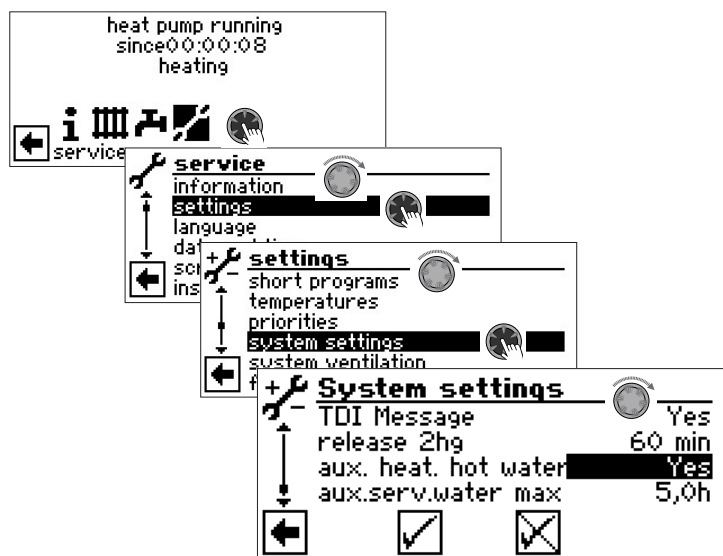 heat pump running
since00:00:08
heating
service
service
information
settings
language
settings
short programs
temperatures
priorities
system settings
system ventilation
System settings
TDI Message Yes
release 2hg 60 min
aux. heat. hot water Yes
aux.serv.water max 5,0h